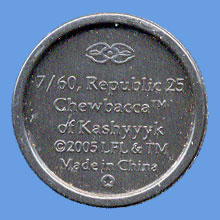 7/60, Republic 25
Chewbacca™
of Kashyyyk
©2005 LFL & TM
Made in China